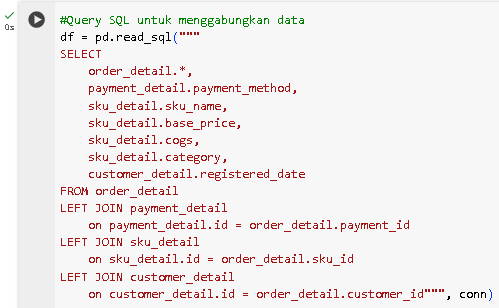 #Query SQL untuk menggabungkan data
0s
df = pd.read_sql("""
SELECT
    order_detail.*,
    payment_detail.payment_method,
    sku_detail.sku_name,
    sku_detail.base_price,
    sku_detail.cogs,
    sku_detail.category,
    customer_detail.registered_date
FROM order_detail
LEFT JOIN payment_detail
    on payment_detail.id = order_detail.payment_id
LEFT JOIN sku_detail
    on sku_detail.id = order_detail.sku_id
LEFT JOIN customer_detail
    on customer_detail.id = order_detail.customer_id""", conn)